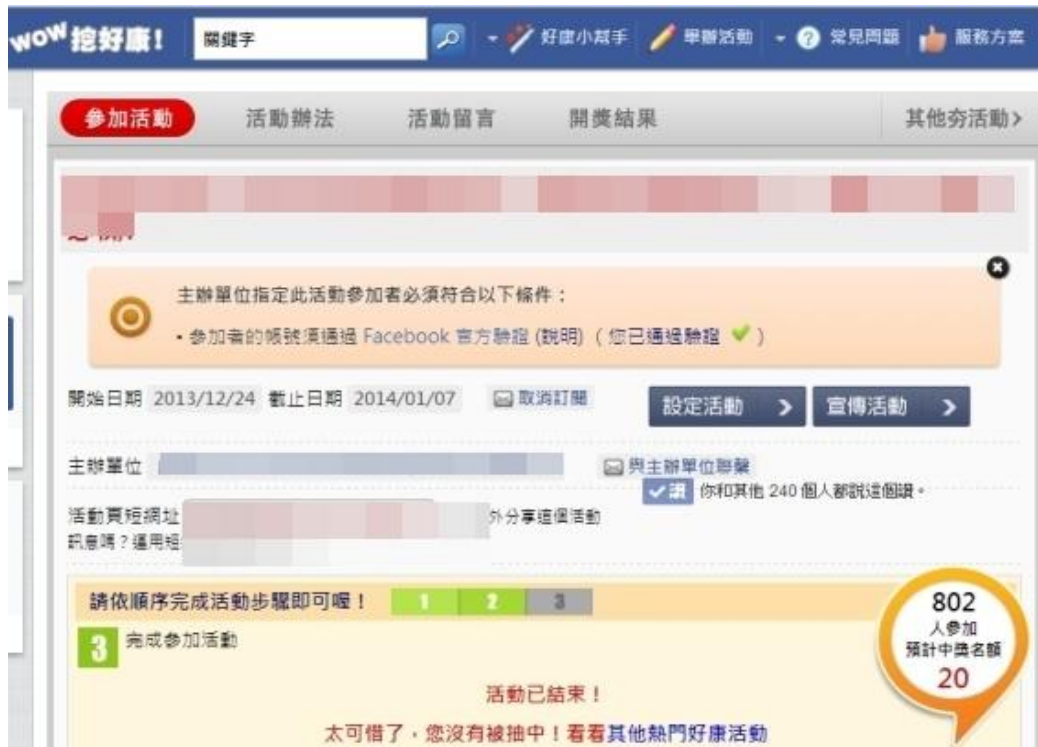 wow 挖好康! 關鍵字 好康小幫手 舉辦活動 常見問題 服務方案
參加活動 活動辦法 活動留言 開獎結果 其他夯活動>
主辦單位指定此活動參加者必須符合以下條件：
▪ 參加者的帳號須通過 Facebook 官方驗證 (說明) ( 您已通過驗證 ✔ )
開始日期 2013/12/24 截止日期 2014/01/07 取消訂閱 設定活動 > 宣傳活動 >
主辦單位 與主辦單位聯繫
✔讚 你和其他 240 個人都說這個讚。
活動頁短網址 外分享這個活動
訊息嗎？運用短
請依順序完成活動步驟即可喔！ 1 2 3
3 完成參加活動
802
人參加
預計中獎名額
20
活動已結束！
太可惜了，您沒有被抽中！看看其他熱門好康活動